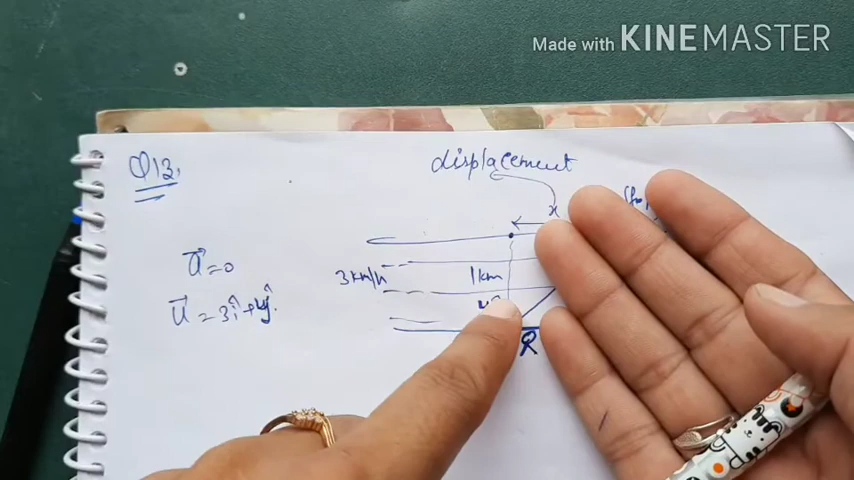 Made with KINEMASTER
Q13.
displacement
x
a⃗ = 0
3km/h
1km
u⃗ = 3î + 4ĵ.
R